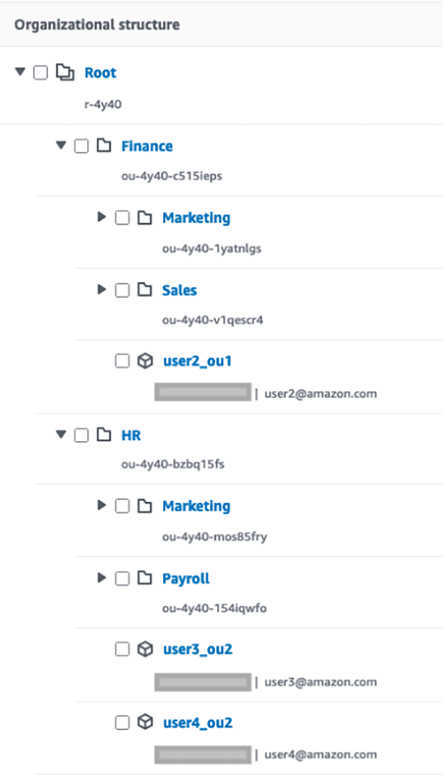 Organizational structure
Root
r-4y40
Finance
ou-4y40-c515ieps
Marketing
ou-4y40-1yatnlgs
Sales
ou-4y40-v1qescr4
user2_ou1
| user2@amazon.com
HR
ou-4y40-bzbq15fs
Marketing
ou-4y40-mos85fry
Payroll
ou-4y40-154iqwfo
user3_ou2
| user3@amazon.com
user4_ou2
| user4@amazon.com